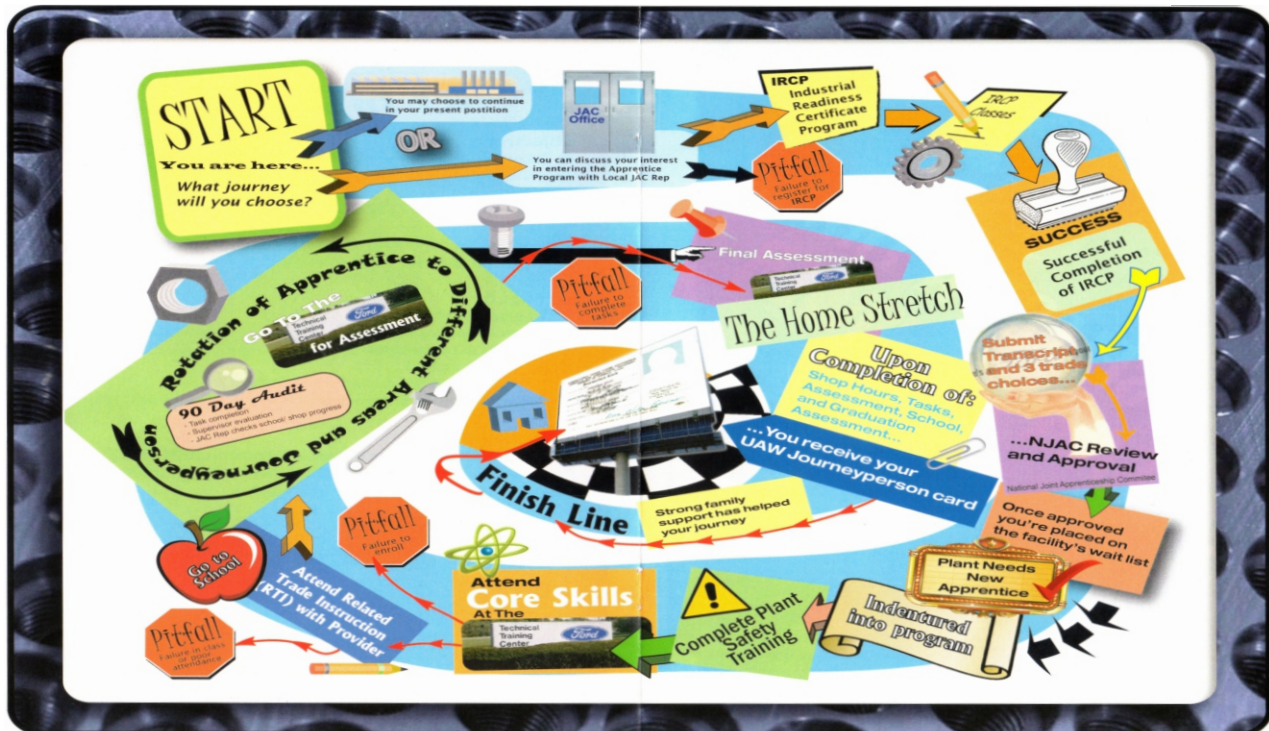 START
You are here...
What journey
will you choose?
You may choose to continue
in your present postition
OR
JAC
Office
You can discuss your interest
in entering the Apprentice
Program with Local JAC Rep
IRCP
Industrial
Readiness
Certificate
Program
Pitfall
Failure to
register for
IRCP
IRCP
Classes
SUCCESS
Successful
Completion
of IRCP
Submit
Transcript
and 3 trade
choices...
...NJAC Review
and Approval
National Joint Apprenticeship Commitee
Once approved
you're placed on
the facility's wait list
Plant Needs
New
Apprentice
Indentured
into program
Complete Plant
Safety
Training
Attend
Core Skills
At The
Technical
Training
Center
Ford
Pitfall
Failure to
enroll
Attend Related
Trade Instruction
(RTI) with Provider
Pitfall
Failure in class
or poor
attendance
Go to
School
Rotation of Apprentice to Different Areas and Journeyperson
GO TO The
Technical
Training
Center
Ford
for Assessment
90 Day Audit
- Task completion
- Supervisor evaluation
- JAC Rep checks school/ shop progress
Pitfall
Failure to
complete
tasks
Final Assessment
Technical
Training
Center
Ford
The Home Stretch
Upon
Completion of:
Shop Hours, Tasks,
Assessment, School,
and Graduation
Assessment...
...You receive your
UAW Journeyperson card
Strong family
support has helped
your journey
Finish Line